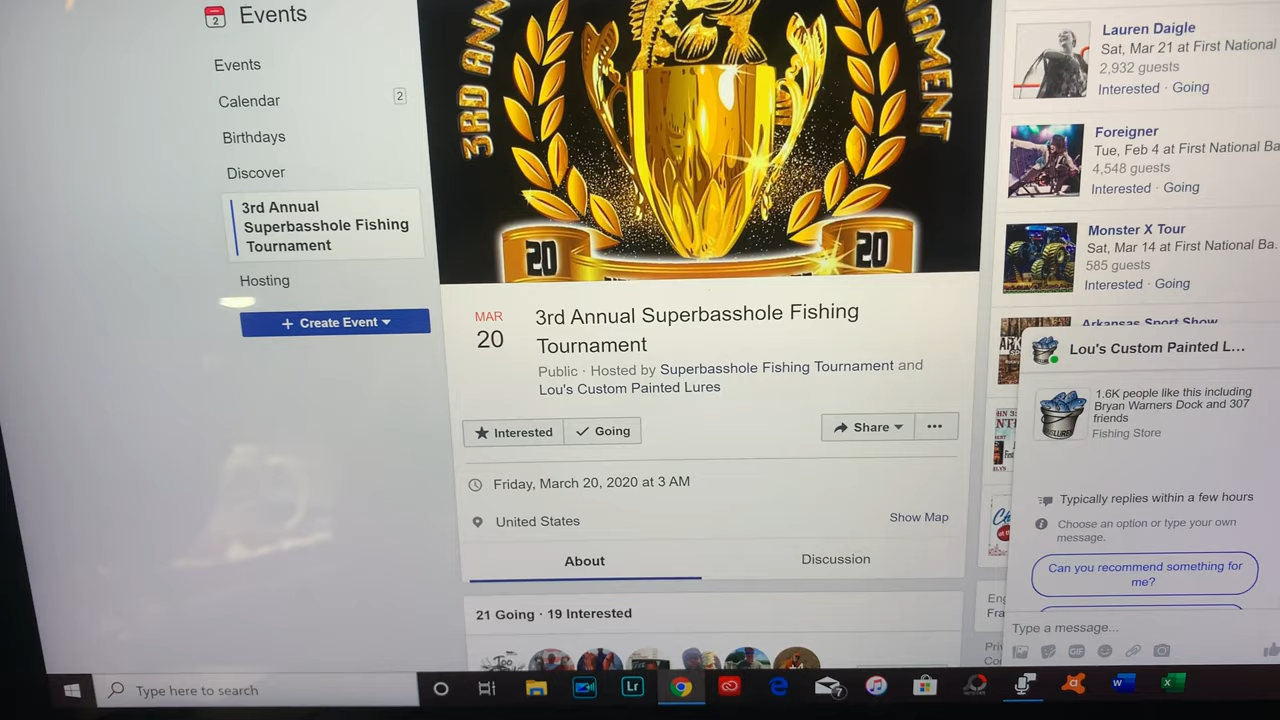 2
Events
Events
Calendar
2
Birthdays
Discover
3rd Annual
Superbasshole Fishing
Tournament
Hosting
+ Create Event
3RD ANN
AMENT
20
20
MAR
20
3rd Annual Superbasshole Fishing
Tournament
Public · Hosted by Superbasshole Fishing Tournament and
Lou's Custom Painted Lures
Interested
Going
Share
Friday, March 20, 2020 at 3 AM
United States
Show Map
About
Discussion
21 Going · 19 Interested
Lauren Daigle
Sat, Mar 21 at First National
2,932 guests
Interested · Going
Foreigner
Tue, Feb 4 at First National Ba
4,548 guests
Interested · Going
Monster X Tour
Sat, Mar 14 at First National Ba...
585 guests
Interested · Going
Arkansas Sport Show
Lou's Custom Painted L...
1.6K people like this including
Bryan Warners Dock and 307
friends
Fishing Store
Typically replies within a few hours
Choose an option or type your own
message.
Can you recommend something for
me?
Type a message...
GIF
Type here to search
Lr
7
W
X